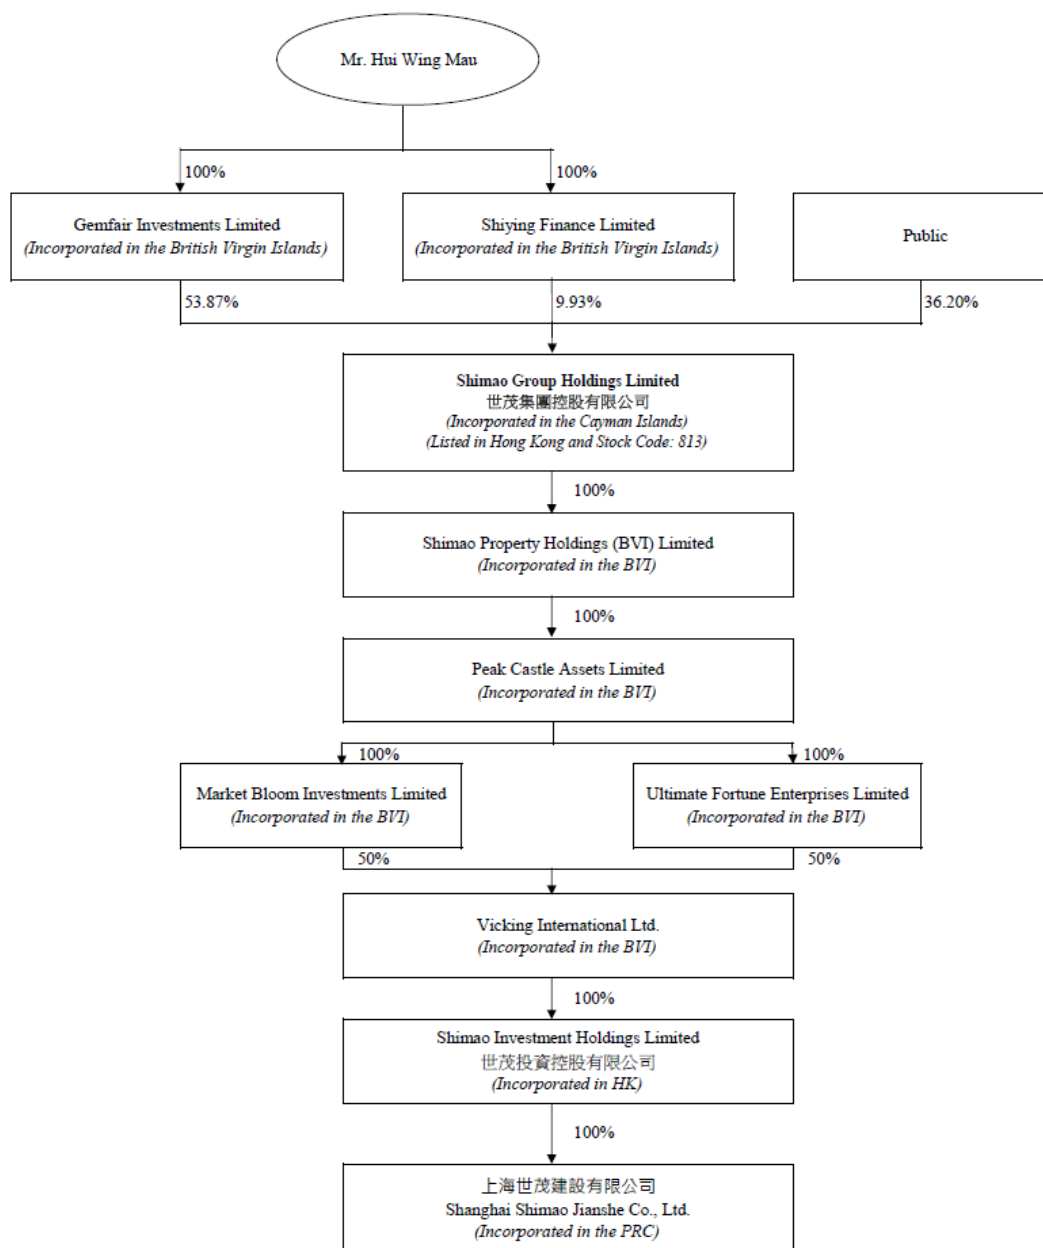 Mr. Hui Wing Mau
100%
100%
Gemfair Investments Limited
(Incorporated in the British Virgin Islands)
Shiying Finance Limited
(Incorporated in the British Virgin Islands)
Public
53.87%
9.93%
36.20%
Shimao Group Holdings Limited
世茂集團控股有限公司
(Incorporated in the Cayman Islands)
(Listed in Hong Kong and Stock Code: 813)
100%
Shimao Property Holdings (BVI) Limited
(Incorporated in the BVI)
100%
Peak Castle Assets Limited
(Incorporated in the BVI)
100%
100%
Market Bloom Investments Limited
(Incorporated in the BVI)
Ultimate Fortune Enterprises Limited
(Incorporated in the BVI)
50%
50%
Vicking International Ltd.
(Incorporated in the BVI)
100%
Shimao Investment Holdings Limited
世茂投資控股有限公司
(Incorporated in HK)
100%
上海世茂建設有限公司
Shanghai Shimao Jianshe Co., Ltd.
(Incorporated in the PRC)